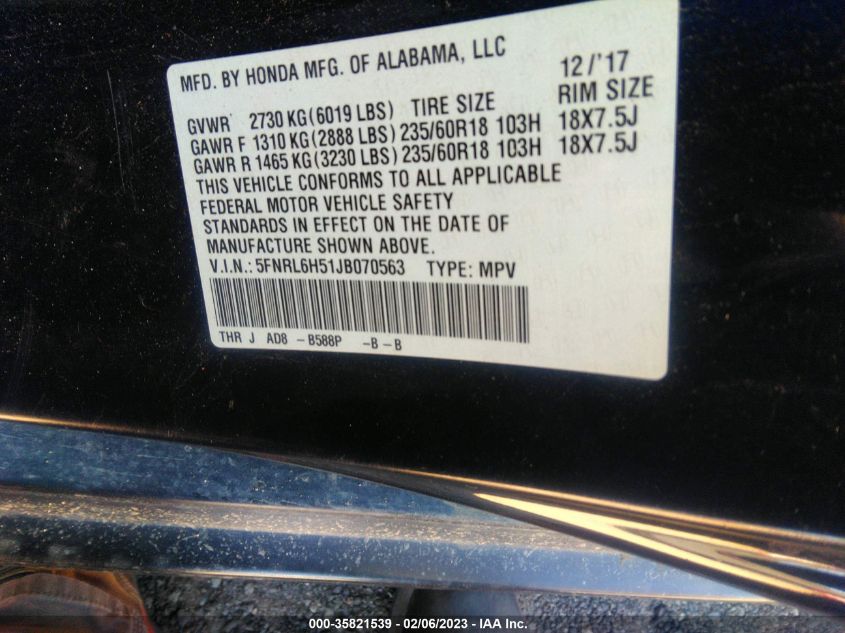 MFD. BY HONDA MFG. OF ALABAMA, LLC 12/'17
GVWR 2730 KG(6019 LBS) TIRE SIZE RIM SIZE
GAWR F 1310 KG(2888 LBS) 235/60R18 103H 18X7.5J
GAWR R 1465 KG(3230 LBS) 235/60R18 103H 18X7.5J
THIS VEHICLE CONFORMS TO ALL APPLICABLE
FEDERAL MOTOR VEHICLE SAFETY
STANDARDS IN EFFECT ON THE DATE OF
MANUFACTURE SHOWN ABOVE.
V.I.N.: 5FNRL6H51JB070563 TYPE: MPV
THR J AD8 -B588P -B-B
000-35821539 - 02/06/2023 - IAA Inc.